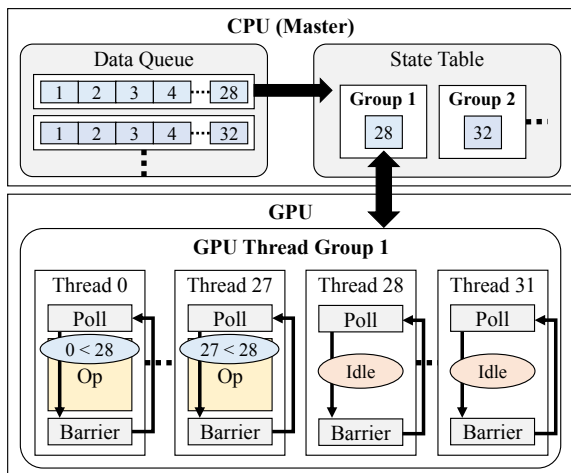 CPU (Master)
Data Queue
State Table
1 2 3 4 28
1 2 3 4 32
Group 1
Group 2
28
32
GPU
GPU Thread Group 1
Thread 0
Thread 27
Thread 28
Thread 31
Poll
Poll
Poll
Poll
0 < 28
27 < 28
Op
Op
Idle
Idle
Barrier
Barrier
Barrier
Barrier